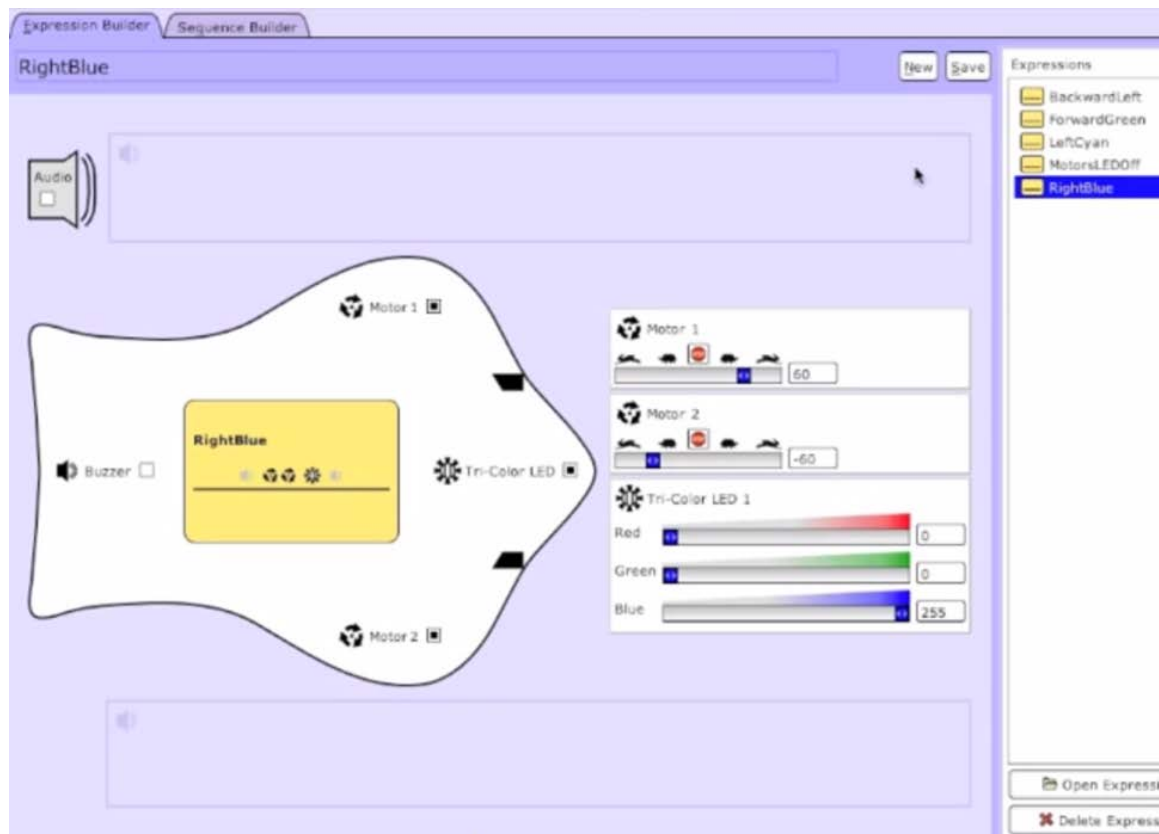 Expression Builder
Sequence Builder
RightBlue
New
Save
Expressions
BackwardLeft
ForwardGreen
LeftCyan
MotorsLEDOff
RightBlue
Audio
Motor 1
Motor 1
60
Motor 2
-60
RightBlue
Buzzer
Tri-Color LED
Tri-Color LED 1
Red
0
Green
0
Blue
255
Motor 2
Open Expressi
Delete Express